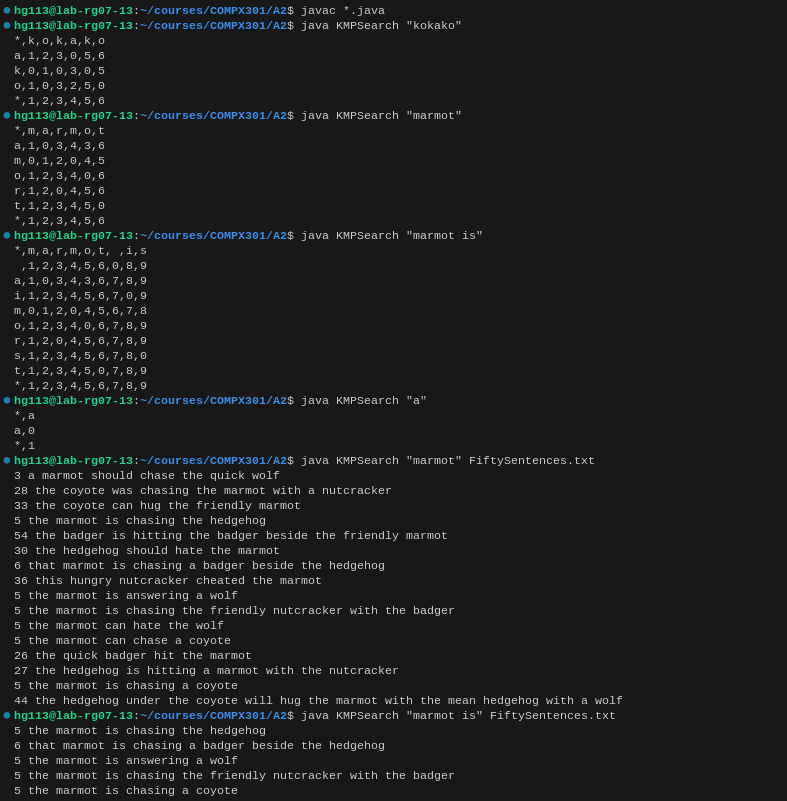 hg113@lab-rg07-13:~/courses/COMPX301/A2$ javac *.java
hg113@lab-rg07-13:~/courses/COMPX301/A2$ java KMPSearch "kokako"
*,k,o,k,a,k,o
a,1,2,3,0,5,6
k,0,1,0,3,0,5
o,1,0,3,2,5,0
*,1,2,3,4,5,6
hg113@lab-rg07-13:~/courses/COMPX301/A2$ java KMPSearch "marmot"
*,m,a,r,m,o,t
a,1,0,3,4,3,6
m,0,1,2,0,4,5
o,1,2,3,4,0,6
r,1,2,0,4,5,6
t,1,2,3,4,5,0
*,1,2,3,4,5,6
hg113@lab-rg07-13:~/courses/COMPX301/A2$ java KMPSearch "marmot is"
*,m,a,r,m,o,t, ,i,s
 ,1,2,3,4,5,6,0,8,9
a,1,0,3,4,3,6,7,8,9
i,1,2,3,4,5,6,7,0,9
m,0,1,2,0,4,5,6,7,8
o,1,2,3,4,0,6,7,8,9
r,1,2,0,4,5,6,7,8,9
s,1,2,3,4,5,6,7,8,0
t,1,2,3,4,5,0,7,8,9
*,1,2,3,4,5,6,7,8,9
hg113@lab-rg07-13:~/courses/COMPX301/A2$ java KMPSearch "a"
*,a
a,0
*,1
hg113@lab-rg07-13:~/courses/COMPX301/A2$ java KMPSearch "marmot" FiftySentences.txt
3 a marmot should chase the quick wolf
28 the coyote was chasing the marmot with a nutcracker
33 the coyote can hug the friendly marmot
5 the marmot is chasing the hedgehog
54 the badger is hitting the badger beside the friendly marmot
30 the hedgehog should hate the marmot
6 that marmot is chasing a badger beside the hedgehog
36 this hungry nutcracker cheated the marmot
5 the marmot is answering a wolf
5 the marmot is chasing the friendly nutcracker with the badger
5 the marmot can hate the wolf
5 the marmot can chase a coyote
26 the quick badger hit the marmot
27 the hedgehog is hitting a marmot with the nutcracker
5 the marmot is chasing a coyote
44 the hedgehog under the coyote will hug the marmot with the mean hedgehog with a wolf
hg113@lab-rg07-13:~/courses/COMPX301/A2$ java KMPSearch "marmot is" FiftySentences.txt
5 the marmot is chasing the hedgehog
6 that marmot is chasing a badger beside the hedgehog
5 the marmot is answering a wolf
5 the marmot is chasing the friendly nutcracker with the badger
5 the marmot is chasing a coyote